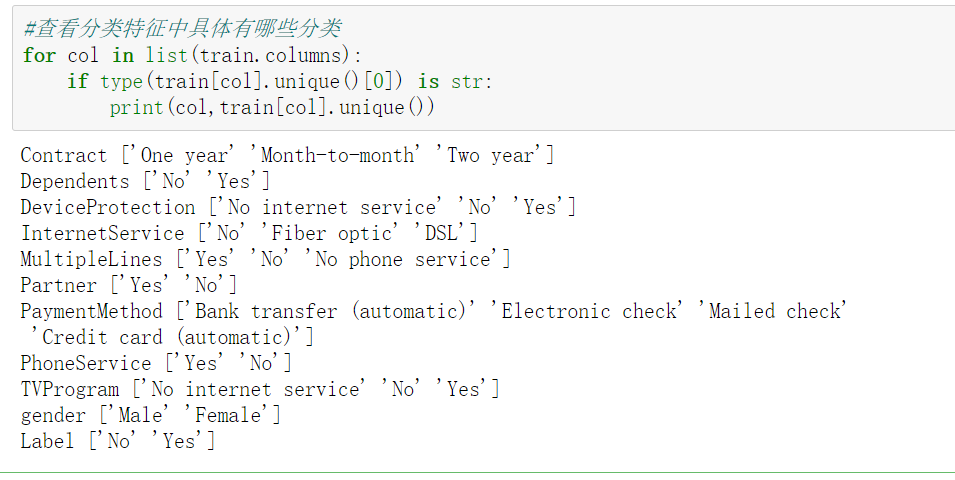 #查看分类特征中具体有哪些分类
for col in list(train.columns):
    if type(train[col].unique()[0]) is str:
        print(col,train[col].unique())
Contract ['One year' 'Month-to-month' 'Two year']
Dependents ['No' 'Yes']
DeviceProtection ['No internet service' 'No' 'Yes']
InternetService ['No' 'Fiber optic' 'DSL']
MultipleLines ['Yes' 'No' 'No phone service']
Partner ['Yes' 'No']
PaymentMethod ['Bank transfer (automatic)' 'Electronic check' 'Mailed check'
 'Credit card (automatic)']
PhoneService ['Yes' 'No']
TVProgram ['No internet service' 'No' 'Yes']
gender ['Male' 'Female']
Label ['No' 'Yes']